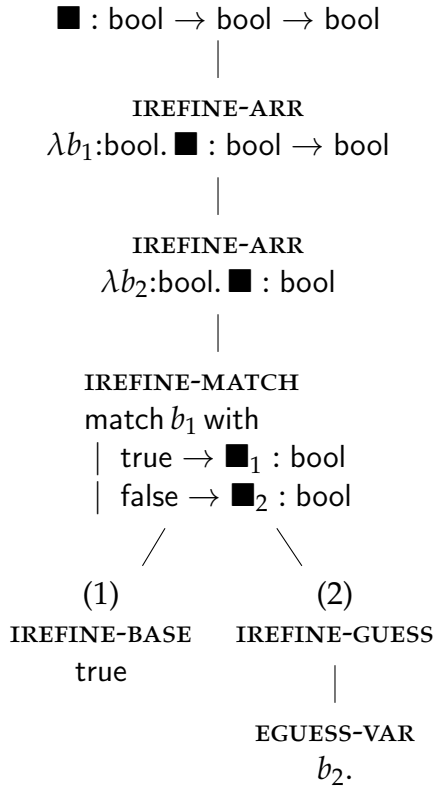 ■ : bool → bool → bool
IREFINE-ARR
λb₁:bool. ■ : bool → bool
IREFINE-ARR
λb₂:bool. ■ : bool
IREFINE-MATCH
match b₁ with
| true → ■₁ : bool
| false → ■₂ : bool
(1) (2)
IREFINE-BASE IREFINE-GUESS
true
EGUESS-VAR
b₂.